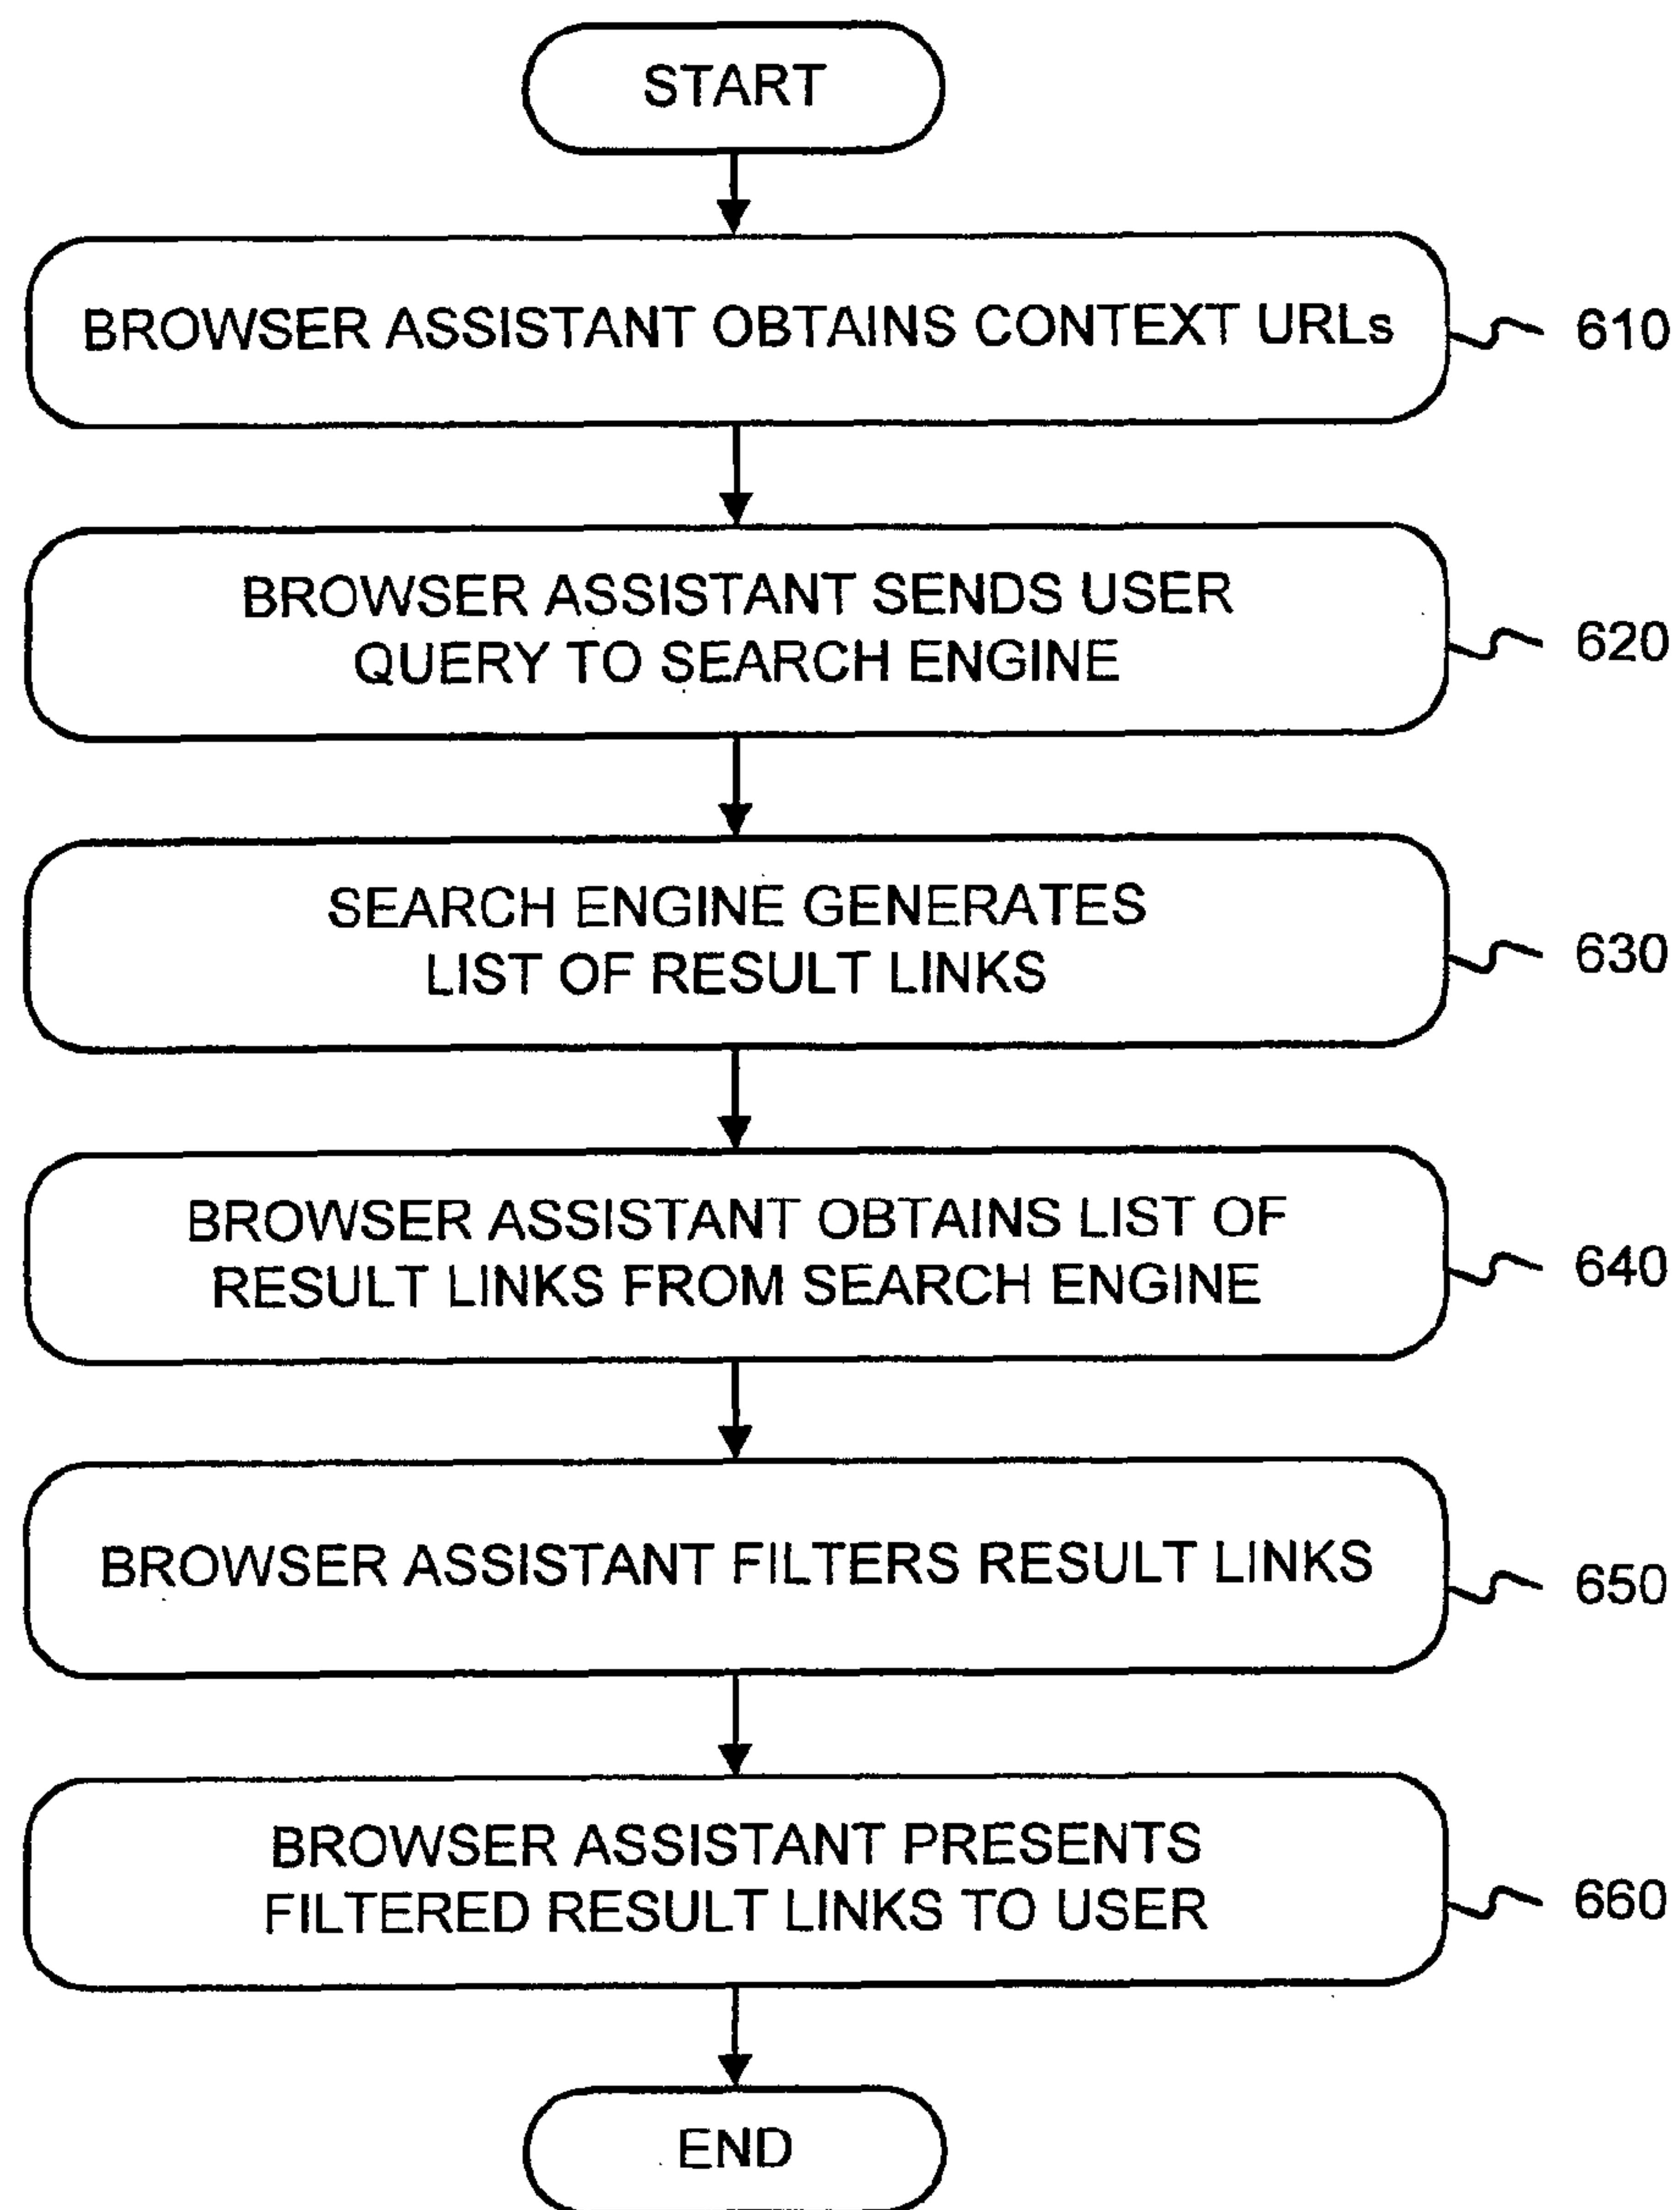 START
BROWSER ASSISTANT OBTAINS CONTEXT URLs
610
BROWSER ASSISTANT SENDS USER
QUERY TO SEARCH ENGINE
620
SEARCH ENGINE GENERATES
LIST OF RESULT LINKS
630
BROWSER ASSISTANT OBTAINS LIST OF
RESULT LINKS FROM SEARCH ENGINE
640
BROWSER ASSISTANT FILTERS RESULT LINKS
650
BROWSER ASSISTANT PRESENTS
FILTERED RESULT LINKS TO USER
660
END